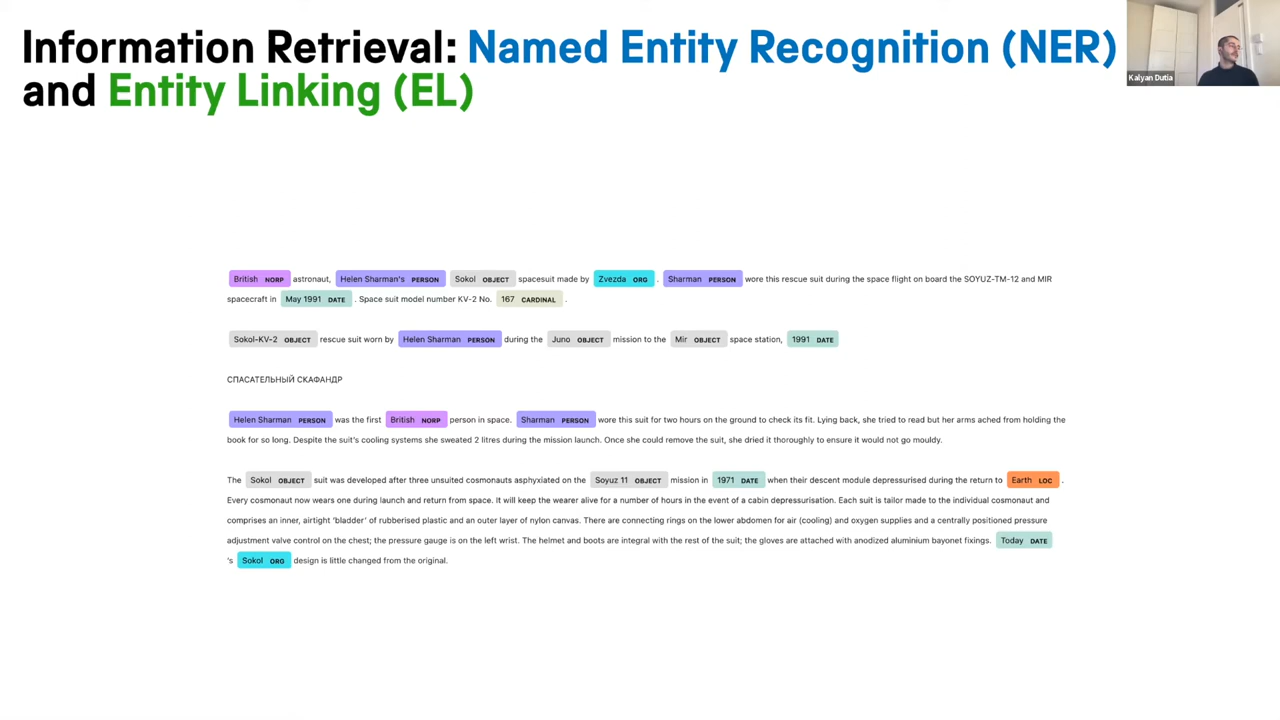 Information Retrieval: Named Entity Recognition (NER)
and Entity Linking (EL)
Kalyan Dutia
British NORP astronaut, Helen Sharman's PERSON Sokol OBJECT spacesuit made by Zvezda ORG . Sharman PERSON wore this rescue suit during the space flight on board the SOYUZ-TM-12 and MIR
spacecraft in May 1991 DATE . Space suit model number KV-2 No. 167 CARDINAL .
Sokol-KV-2 OBJECT rescue suit worn by Helen Sharman PERSON during the Juno OBJECT mission to the Mir OBJECT space station, 1991 DATE
СПАСАТЕЛЬНЫЙ СКАФАНДР
Helen Sharman PERSON was the first British NORP person in space. Sharman PERSON wore this suit for two hours on the ground to check its fit. Lying back, she tried to read but her arms ached from holding the
book for so long. Despite the suit's cooling systems she sweated 2 litres during the mission launch. Once she could remove the suit, she dried it thoroughly to ensure it would not go mouldy.
The Sokol OBJECT suit was developed after three unsuited cosmonauts asphyxiated on the Soyuz 11 OBJECT mission in 1971 DATE when their descent module depressurised during the return to Earth LOC .
Every cosmonaut now wears one during launch and return from space. It will keep the wearer alive for a number of hours in the event of a cabin depressurisation. Each suit is tailor made to the individual cosmonaut and
comprises an inner, airtight 'bladder' of rubberised plastic and an outer layer of nylon canvas. There are connecting rings on the lower abdomen for air (cooling) and oxygen supplies and a centrally positioned pressure
adjustment valve control on the chest; the pressure gauge is on the left wrist. The helmet and boots are integral with the rest of the suit; the gloves are attached with anodized aluminium bayonet fixings. Today DATE
's Sokol ORG design is little changed from the original.